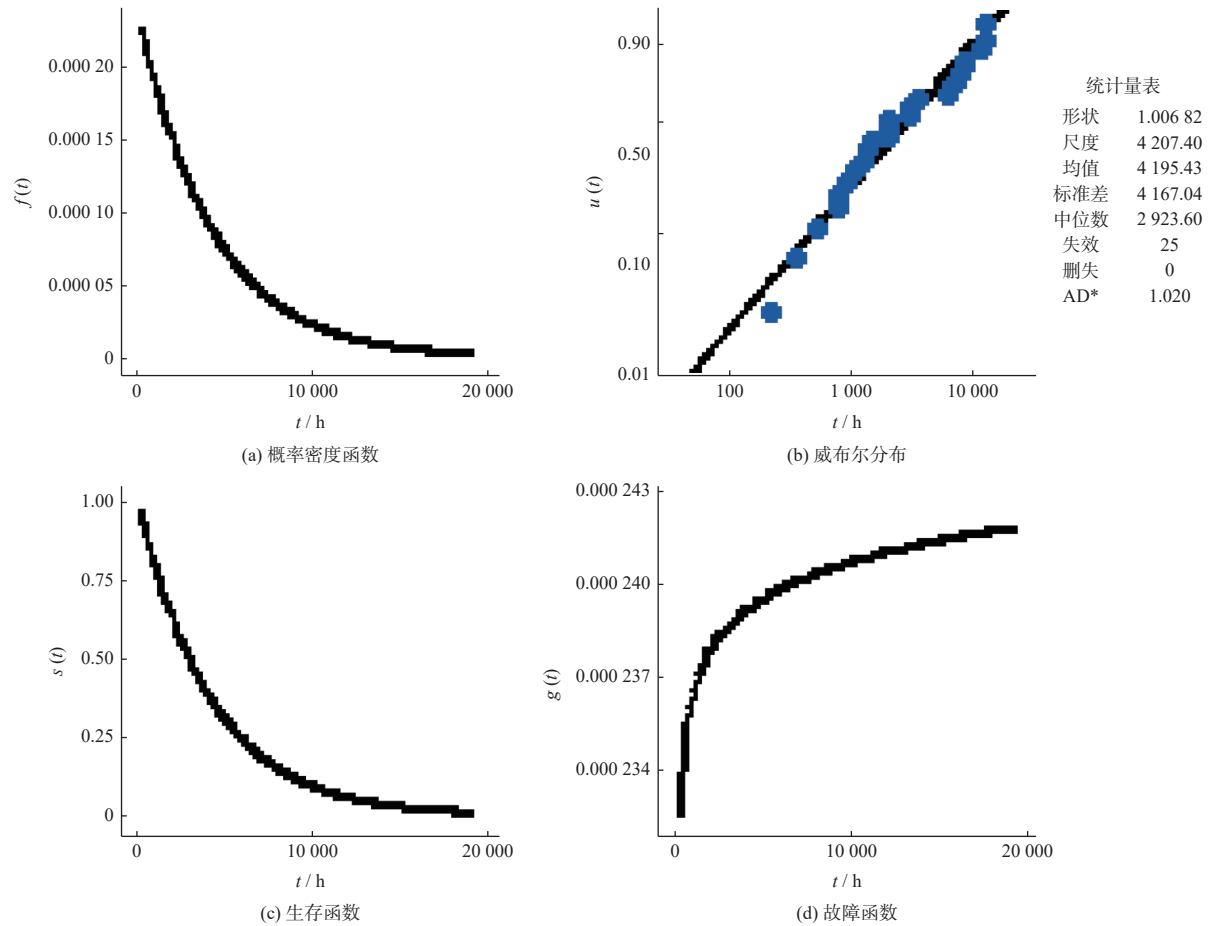 0.000 20
0.000 15
0.000 10
0.000 05
0
f (t)
0
10 000
20 000
t / h
(a) 概率密度函数
0.90
0.50
0.10
0.01
u (t)
100
1 000
10 000
t / h
(b) 威布尔分布
统计量表
形状 1.006 82
尺度 4 207.40
均值 4 195.43
标准差 4 167.04
中位数 2 923.60
失效 25
删失 0
AD* 1.020
1.00
0.75
0.50
0.25
0
s (t)
0
10 000
20 000
t / h
(c) 生存函数
0.000 243
0.000 240
0.000 237
0.000 234
g (t)
0
10 000
20 000
t / h
(d) 故障函数